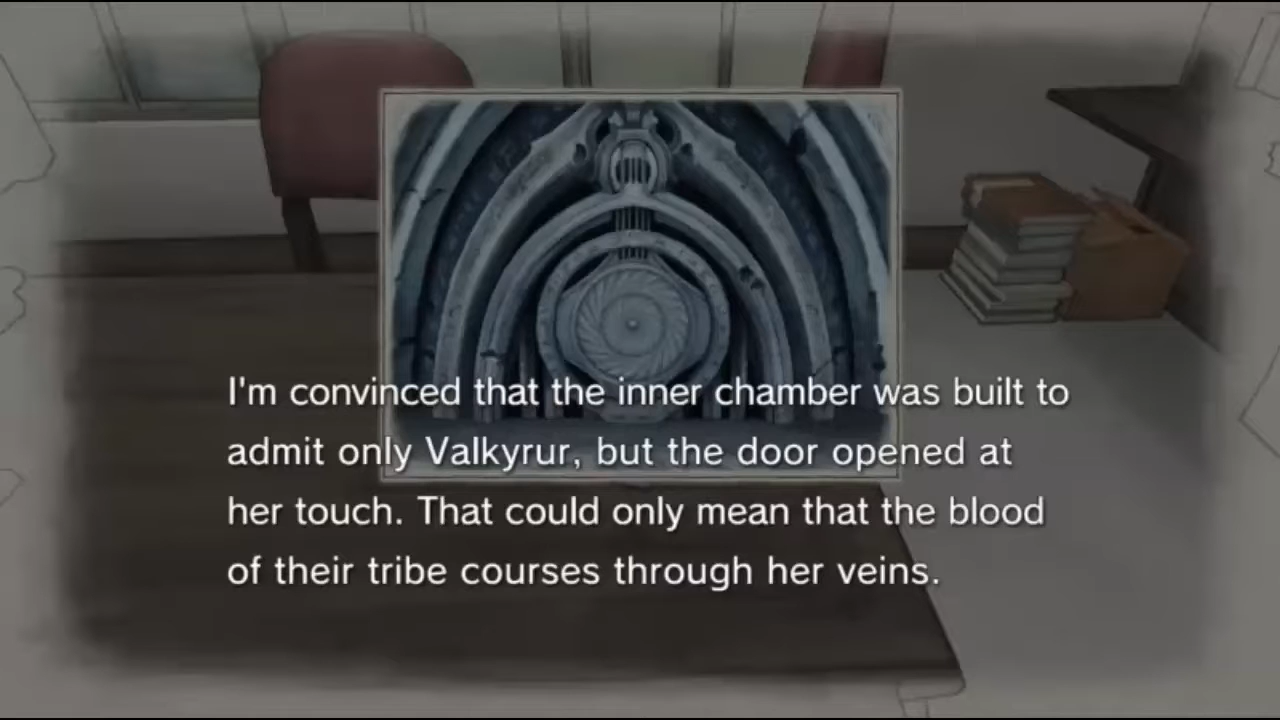 I'm convinced that the inner chamber was built to
admit only Valkyrur, but the door opened at
her touch. That could only mean that the blood
of their tribe courses through her veins.